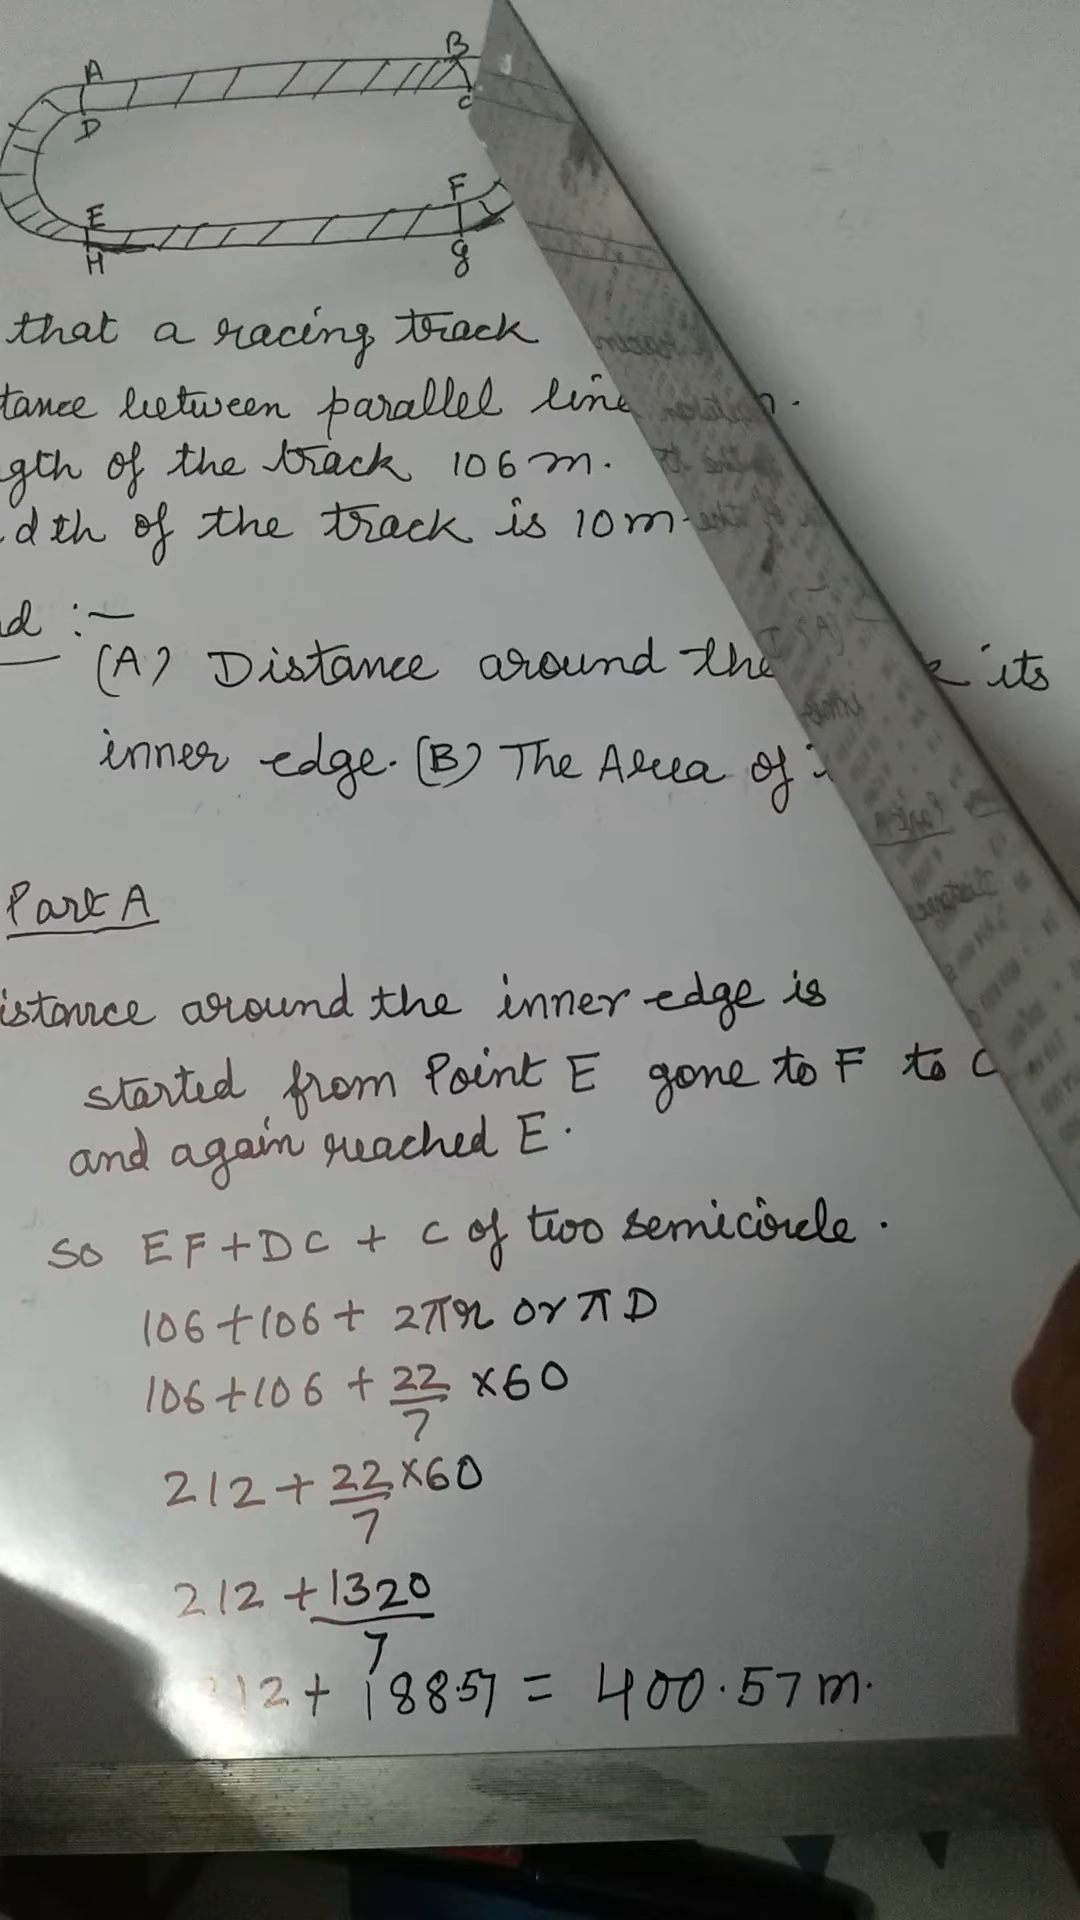 A B
D C
E F
H G
that a racing track
tance between parallel line
gth of the track 106 m.
dth of the track is 10 m
d :-
(A) Distance around the its
inner edge. (B) The Area of
Part A
istance around the inner edge is
started from Point E gone to F to C
and again reached E.
So EF + DC + C of two semicircle.
106 + 106 + 2πr or πD
106 + 106 + 22/7 × 60
212 + 22/7 × 60
212 + 1320/7
12 + 188.57 = 400.57 m.